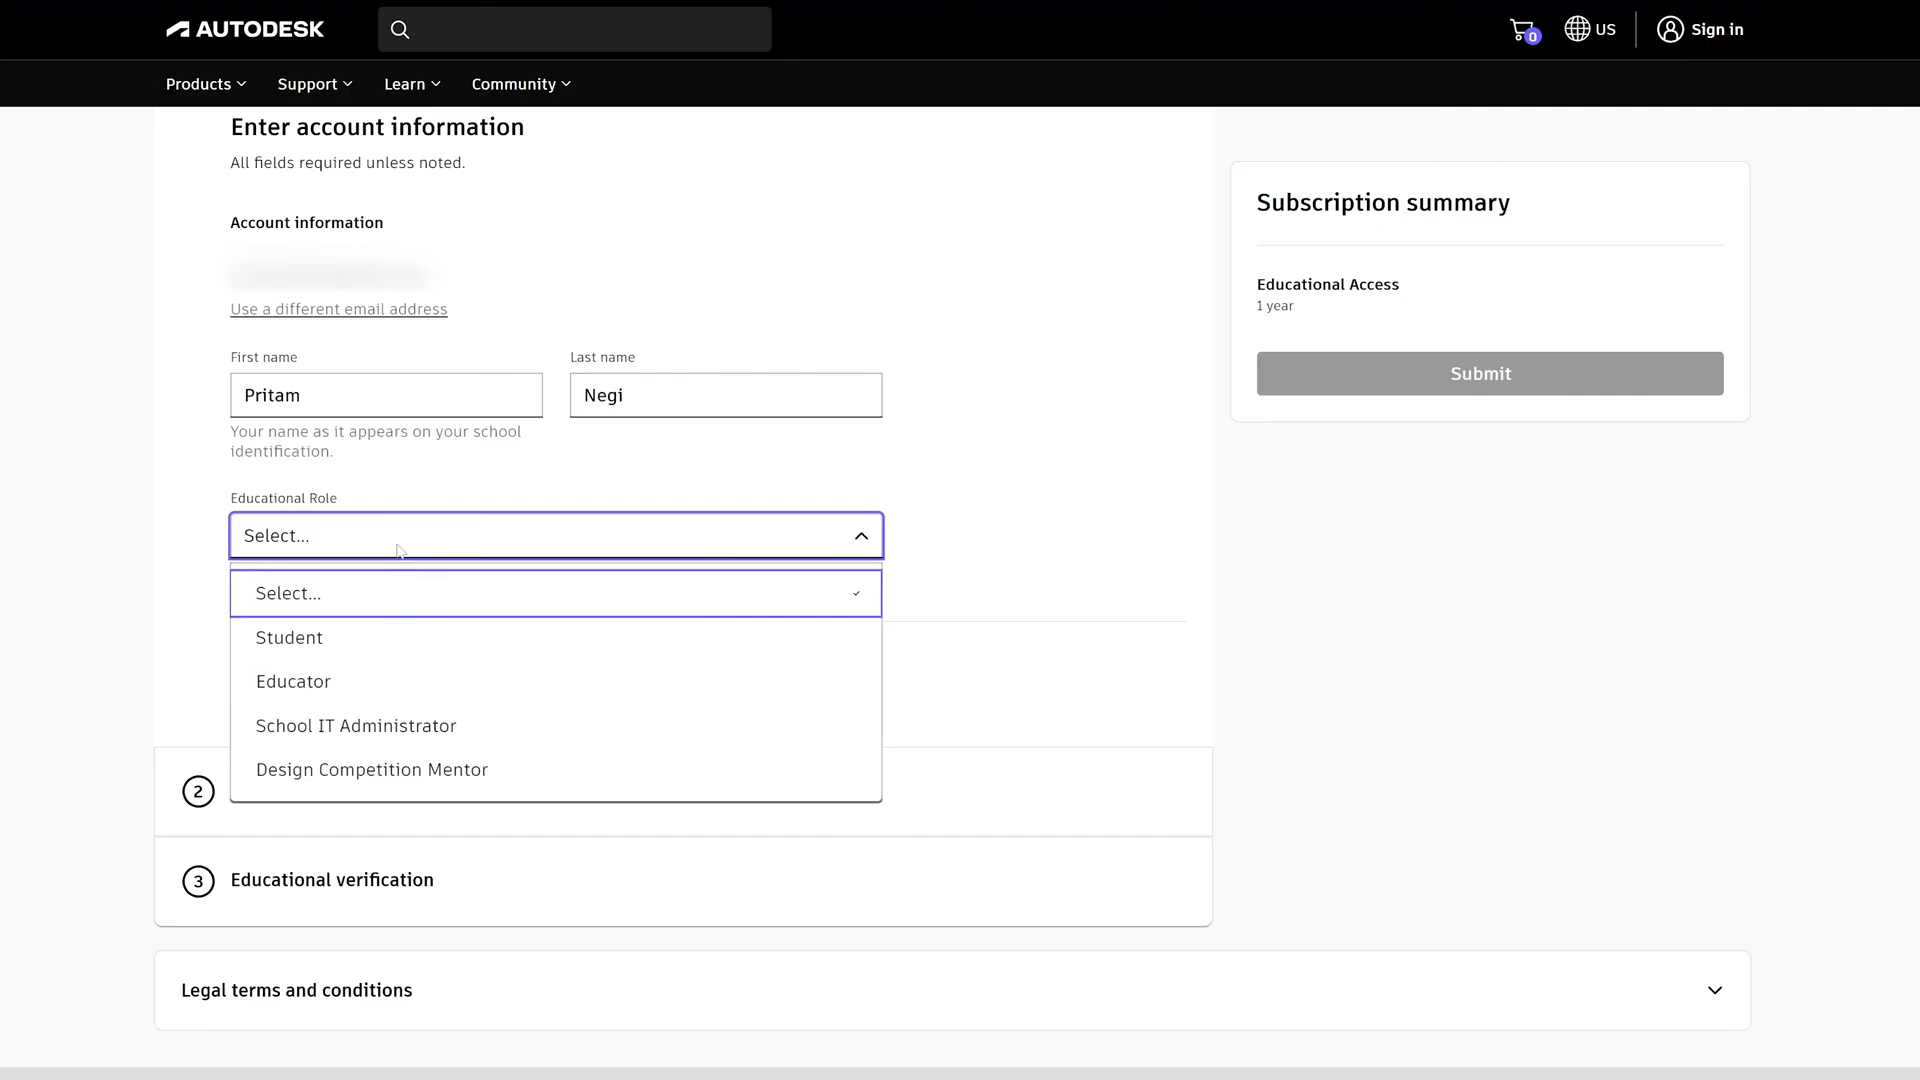 AUTODESK
0
US
Sign in
Products
Support
Learn
Community
Enter account information
All fields required unless noted.
Account information
Use a different email address
First name
Last name
Pritam
Negi
Your name as it appears on your school
identification.
Educational Role
Select...
Select...
Student
Educator
School IT Administrator
Design Competition Mentor
2
3
Educational verification
Legal terms and conditions
Subscription summary
Educational Access
1 year
Submit